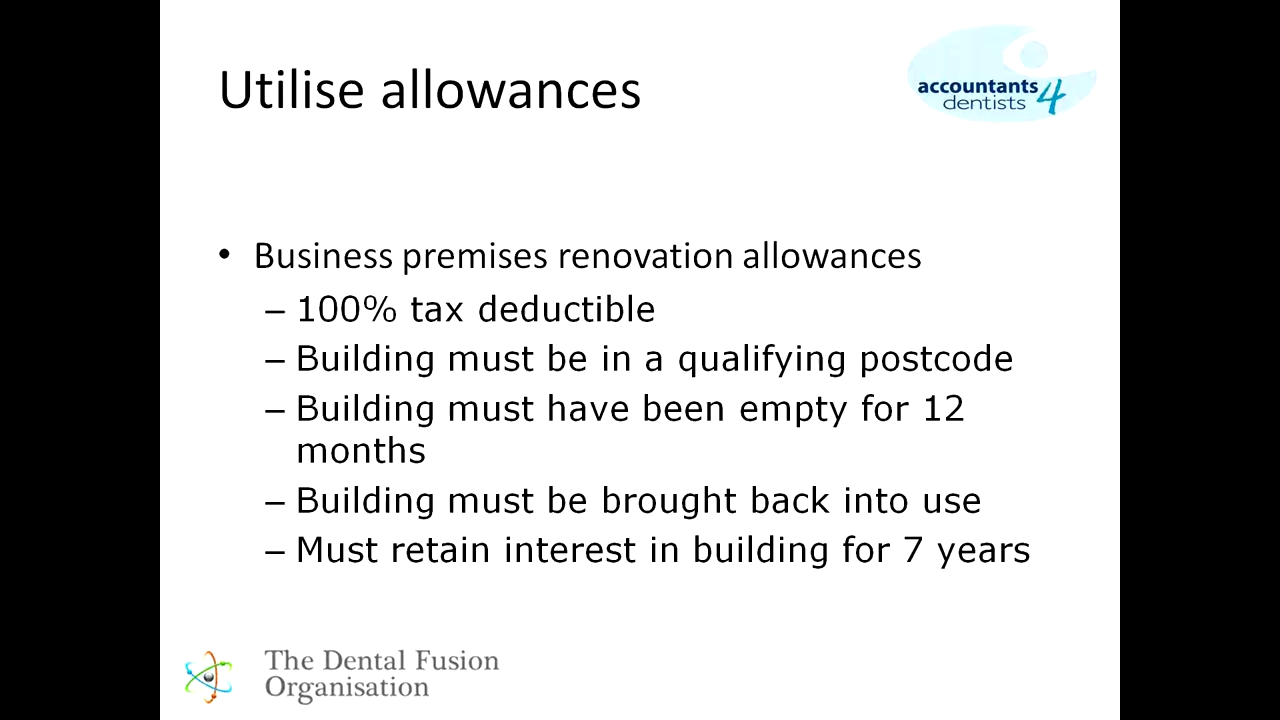 Utilise allowances
accountants 4
dentists
• Business premises renovation allowances
– 100% tax deductible
– Building must be in a qualifying postcode
– Building must have been empty for 12
months
– Building must be brought back into use
– Must retain interest in building for 7 years
The Dental Fusion
Organisation